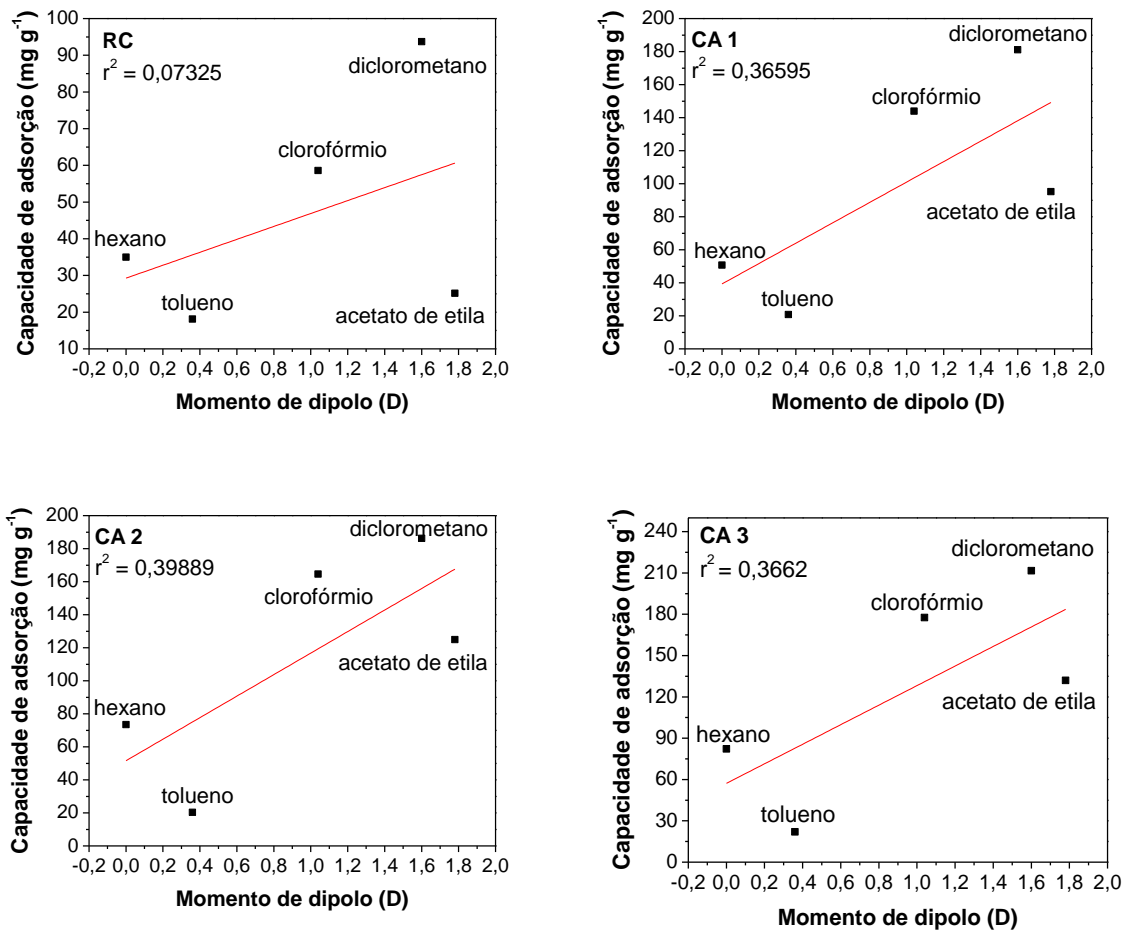 Capacidade de adsorção (mg g⁻¹)
100
90
80
70
60
50
40
30
20
10
RC
r² = 0,07325
diclorometano
clorofórmio
hexano
tolueno
acetato de etila
-0,2 0,0 0,2 0,4 0,6 0,8 1,0 1,2 1,4 1,6 1,8 2,0
Momento de dipolo (D)
Capacidade de adsorção (mg g⁻¹)
200
180
160
140
120
100
80
60
40
20
0
CA 1
r² = 0,36595
diclorometano
clorofórmio
acetato de etila
hexano
tolueno
-0,2 0,0 0,2 0,4 0,6 0,8 1,0 1,2 1,4 1,6 1,8 2,0
Momento de dipolo (D)
Capacidade de adsorção (mg g⁻¹)
200
180
160
140
120
100
80
60
40
20
0
CA 2
r² = 0,39889
diclorometano
clorofórmio
acetato de etila
hexano
tolueno
-0,2 0,0 0,2 0,4 0,6 0,8 1,0 1,2 1,4 1,6 1,8 2,0
Momento de dipolo (D)
Capacidade de adsorção (mg g⁻¹)
240
210
180
150
120
90
60
30
0
CA 3
r² = 0,3662
diclorometano
clorofórmio
acetato de etila
hexano
tolueno
-0,2 0,0 0,2 0,4 0,6 0,8 1,0 1,2 1,4 1,6 1,8 2,0
Momento de dipolo (D)